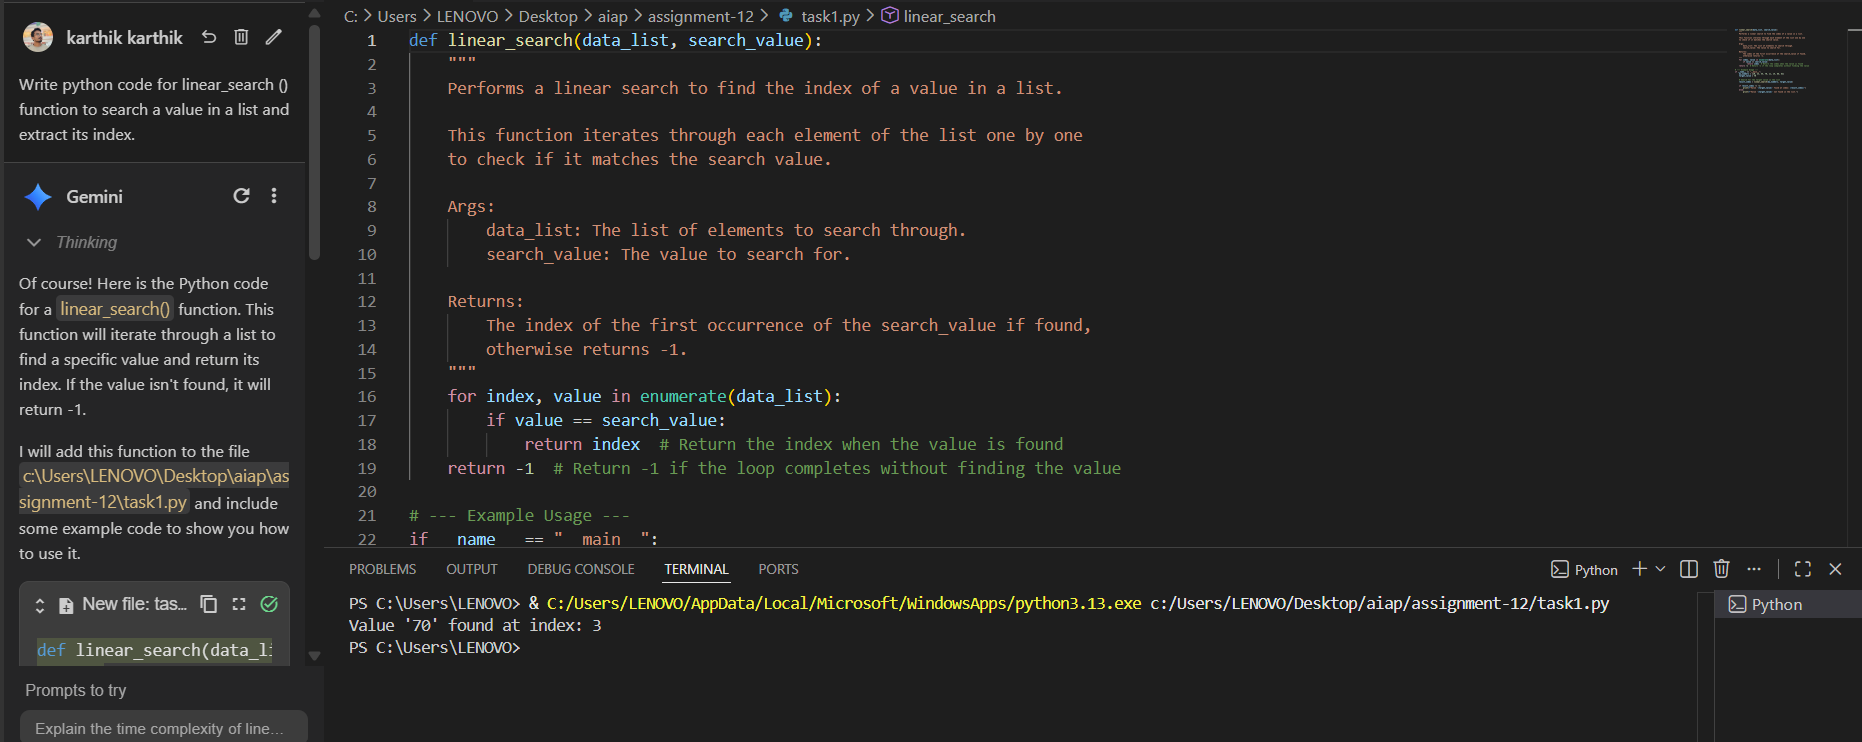 karthik karthik
Write python code for linear_search ()
function to search a value in a list and
extract its index.
Gemini
Thinking
Of course! Here is the Python code
for a linear_search() function. This
function will iterate through a list to
find a specific value and return its
index. If the value isn't found, it will
return -1.
I will add this function to the file
c:\Users\LENOVO\Desktop\aiap\as
signment-12\task1.py and include
some example code to show you how
to use it.
New file: tas...
def linear_search(data_li
Prompts to try
Explain the time complexity of line...
C: > Users > LENOVO > Desktop > aiap > assignment-12 > task1.py > linear_search
1 def linear_search(data_list, search_value):
2 """
3 Performs a linear search to find the index of a value in a list.
4
5 This function iterates through each element of the list one by one
6 to check if it matches the search value.
7
8 Args:
9 data_list: The list of elements to search through.
10 search_value: The value to search for.
11
12 Returns:
13 The index of the first occurrence of the search_value if found,
14 otherwise returns -1.
15 """
16 for index, value in enumerate(data_list):
17 if value == search_value:
18 return index # Return the index when the value is found
19 return -1 # Return -1 if the loop completes without finding the value
20
21 # --- Example Usage ---
22 if __name__ == "__main__":
PROBLEMS OUTPUT DEBUG CONSOLE TERMINAL PORTS
Python
PS C:\Users\LENOVO> & C:/Users/LENOVO/AppData/Local/Microsoft/WindowsApps/python3.13.exe c:/Users/LENOVO/Desktop/aiap/assignment-12/task1.py
Value '70' found at index: 3
PS C:\Users\LENOVO>
Python